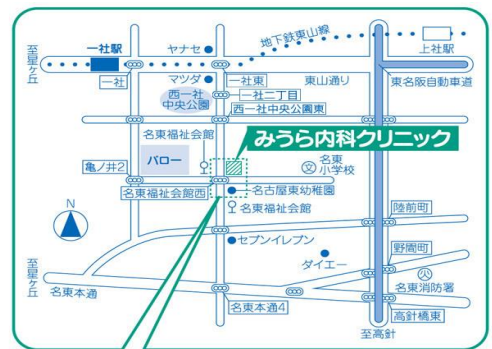 至星ヶ丘
一社駅
ヤナセ
地下鉄東山線
上社駅
一社
マツダ
一社東
東山通り
東名阪自動車道
一社二丁目
西一社
中央公園
西一社中央公園東
名東福祉会館
みうら内科クリニック
亀ノ井2
バロー
名東
小学校
文
名東福祉会館西
名古屋東幼稚園
名東福祉会館
陸前町
N
セブンイレブン
野間町
至星ヶ丘
ダイエー
火
名東消防署
名東本通
名東本通4
高針橋東
至高針